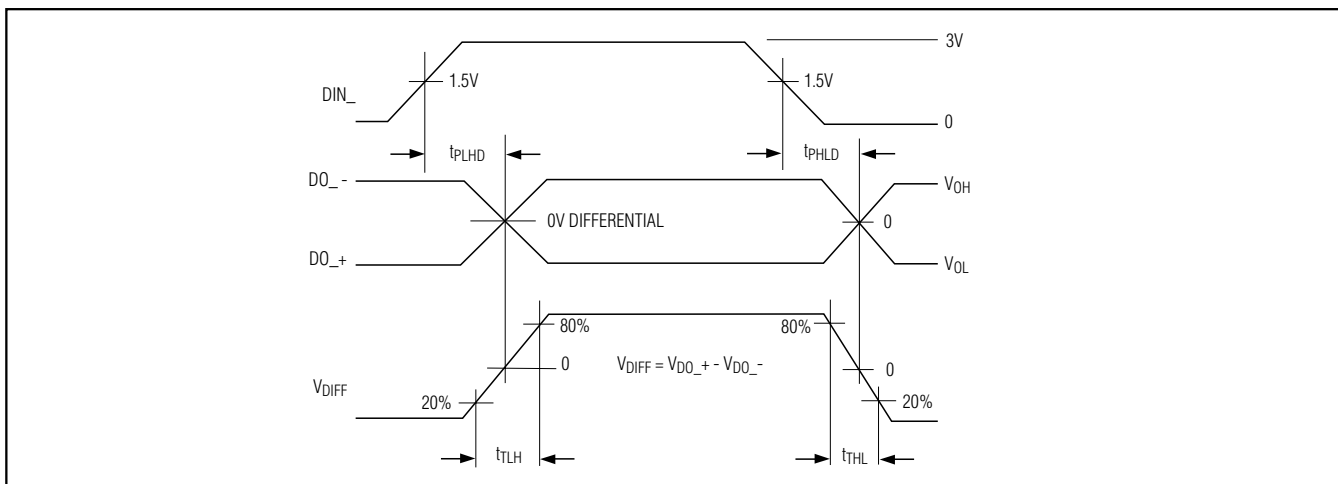 3V
1.5V
1.5V
DIN_
0
tPLHD
tPHLD
DO_ -
VOH
0V DIFFERENTIAL
0
DO_+
VOL
80%
80%
0
VDIFF = VDO_+ - VDO_-
0
VDIFF
20%
20%
tTLH
tTHL